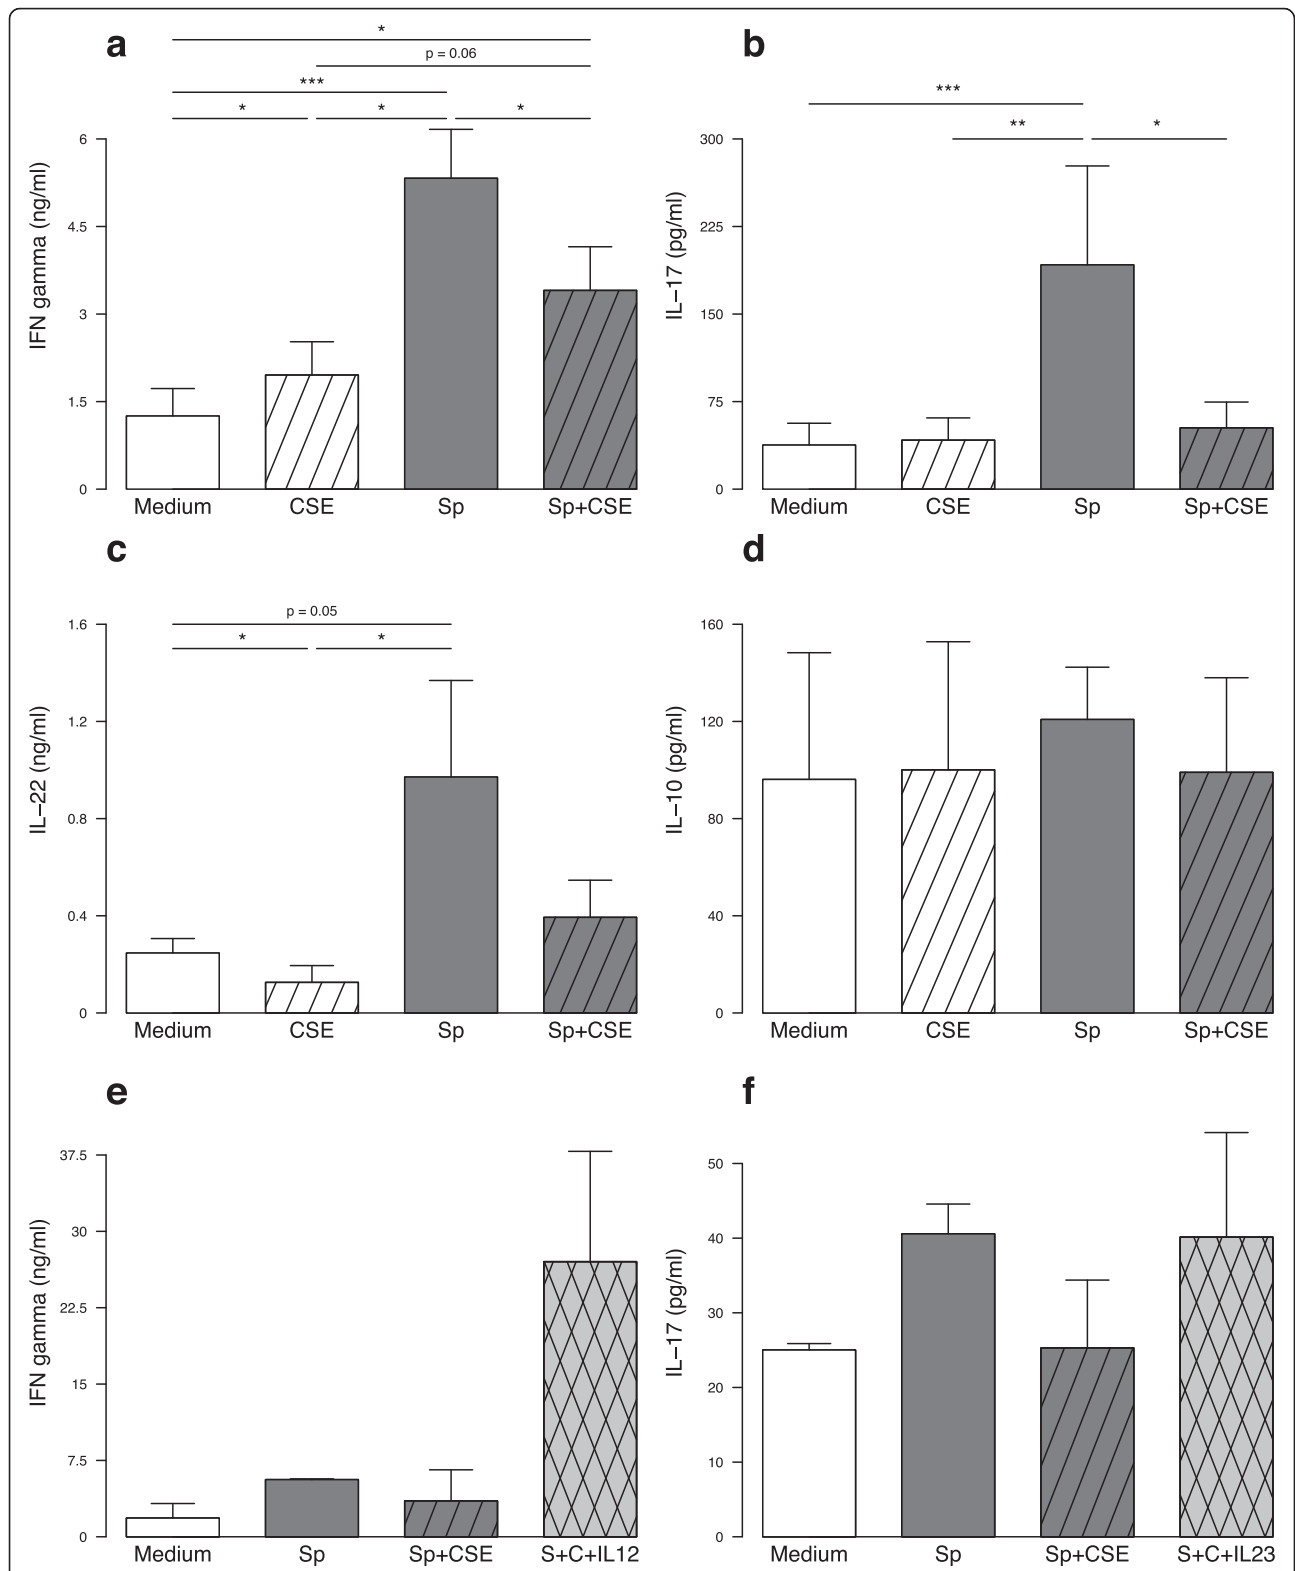 a
*
p = 0.06
***
* * *
IFN gamma (ng/ml)
6
4.5
3
1.5
0
Medium CSE Sp Sp+CSE
b
***
** *
IL–17 (pg/ml)
300
225
150
75
0
Medium CSE Sp Sp+CSE
c
p = 0.05
* *
IL–22 (ng/ml)
1.6
1.2
0.8
0.4
0
Medium CSE Sp Sp+CSE
d
IL–10 (pg/ml)
160
120
80
40
0
Medium CSE Sp Sp+CSE
e
IFN gamma (ng/ml)
37.5
30
22.5
15
7.5
0
Medium Sp Sp+CSE S+C+IL12
f
IL–17 (pg/ml)
50
40
30
20
10
0
Medium Sp Sp+CSE S+C+IL23